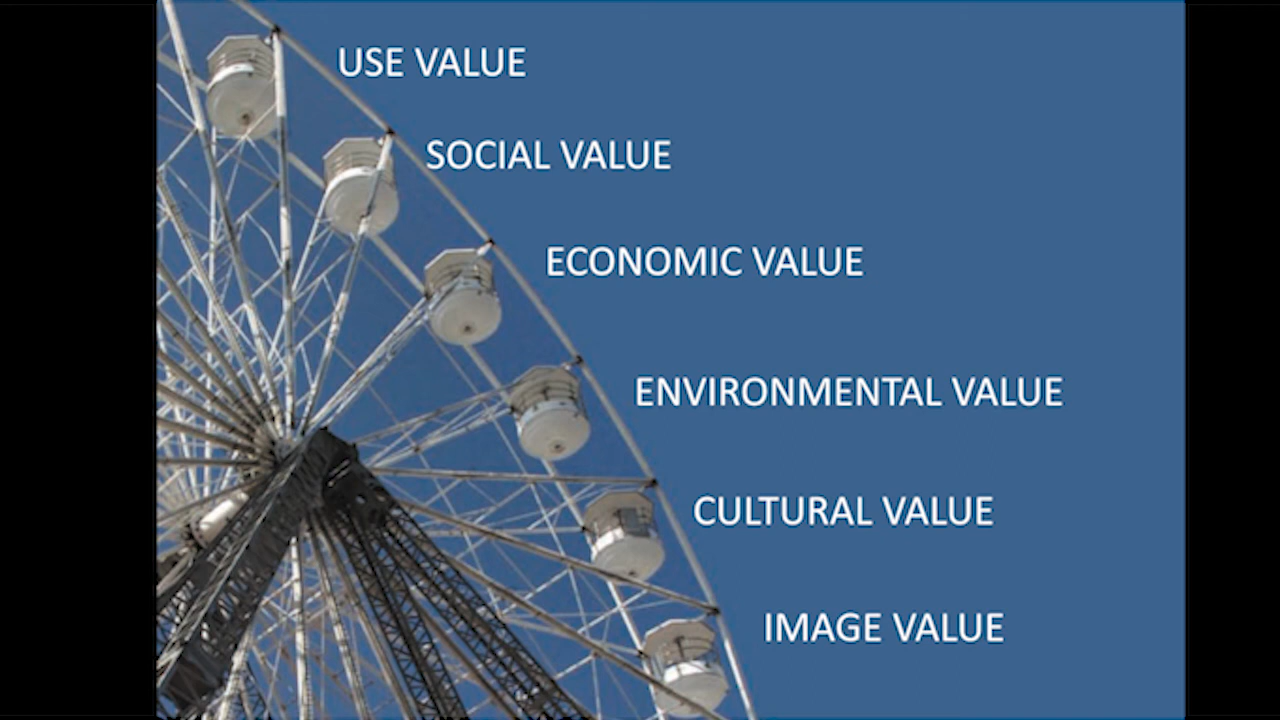 USE VALUE
SOCIAL VALUE
ECONOMIC VALUE
ENVIRONMENTAL VALUE
CULTURAL VALUE
IMAGE VALUE